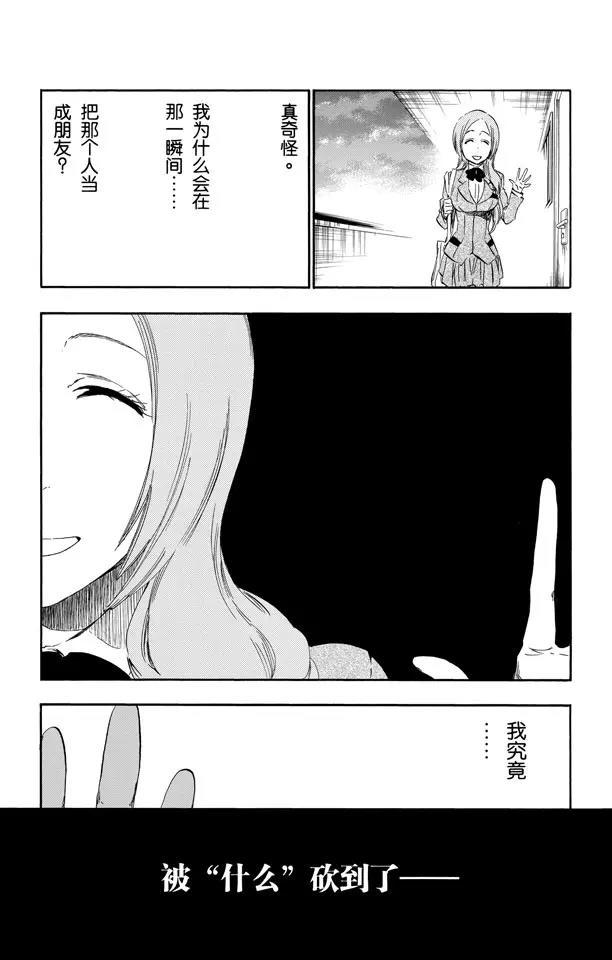 真奇怪。
我为什么会在
那一瞬间……
把那个人当
成朋友?
我究竟
……
被“什么”砍到了——